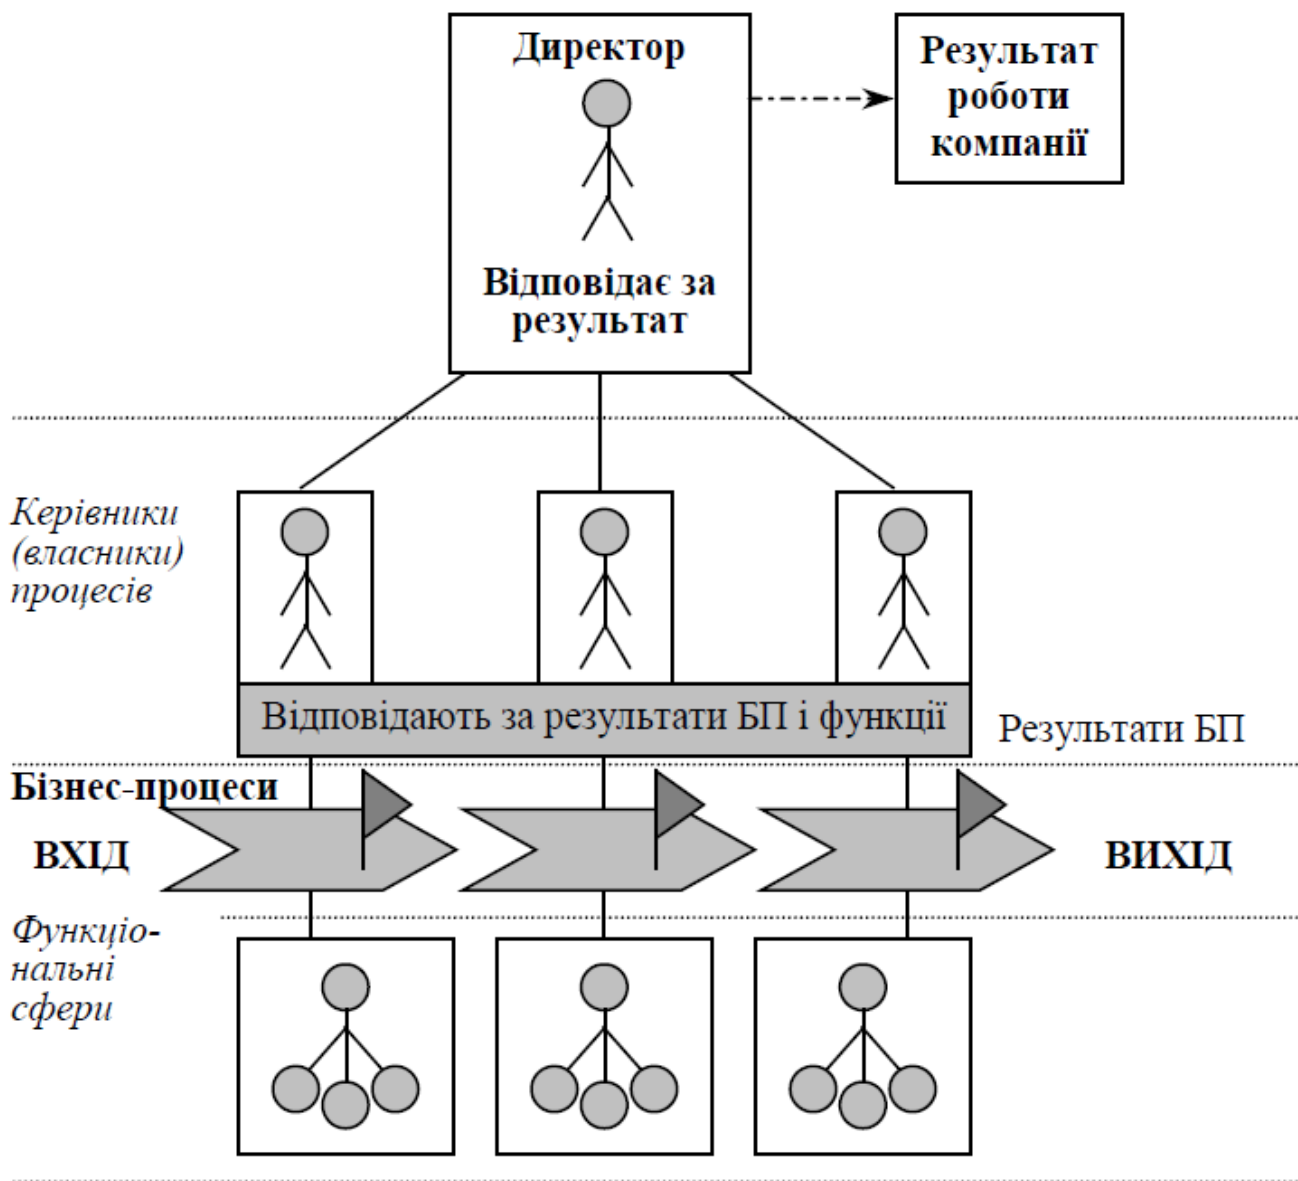 Директор
Відповідає за
результат
Результат
роботи
компанії
Керівники
(власники)
процесів
Відповідають за результати БП і функції
Результати БП
Бізнес-процеси
ВХІД
ВИХІД
Функціо-
нальні
сфери